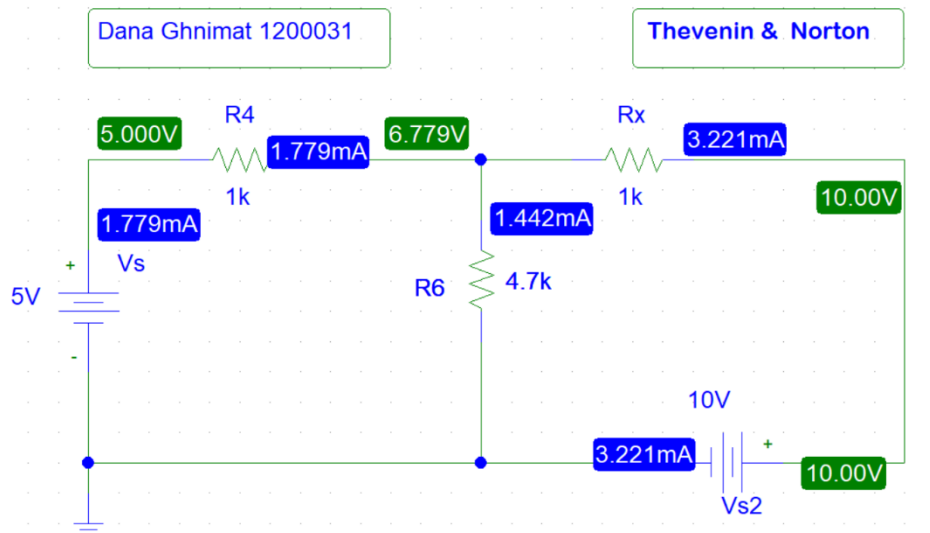 Dana Ghnimat 1200031
Thevenin & Norton
R4
Rx
5.000V
1.779mA
6.779V
3.221mA
1k
1k
10.00V
1.779mA
1.442mA
+
Vs
5V
R6
4.7k
-
10V
3.221mA
+
10.00V
Vs2